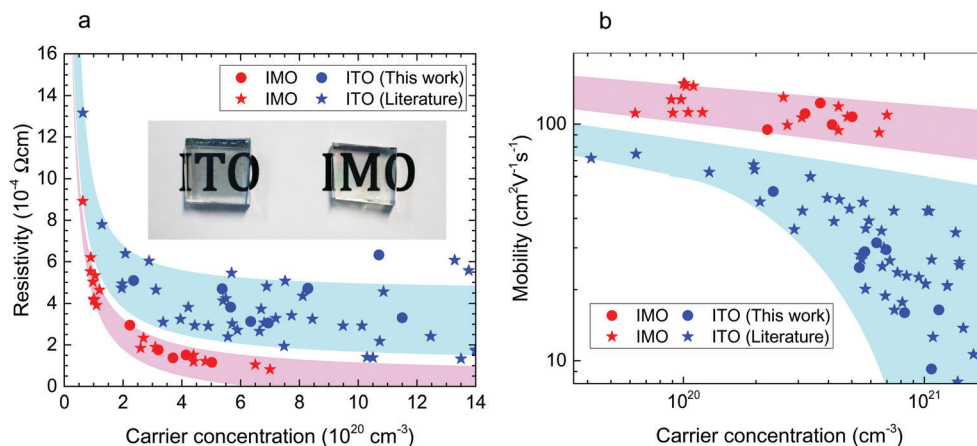 a
b
16
14
12
10
8
6
4
2
0
Resistivity (10⁻⁴ Ωcm)
IMO
ITO (This work)
IMO
ITO (Literature)
ITO
IMO
0
2
4
6
8
10
12
14
Carrier concentration (10²⁰ cm⁻³)
100
10
Mobility (cm²V⁻¹s⁻¹)
IMO
ITO (This work)
IMO
ITO (Literature)
10²⁰
10²¹
Carrier concentration (cm⁻³)